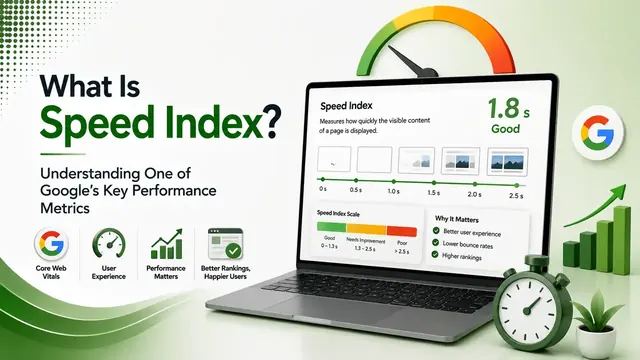 What Is
Speed Index?
Understanding One of
Google's Key Performance
Metrics
Core Web
Vitals
User
Experience
Performance
Matters
Better Rankings,
Happier Users
Speed Index
Measures how quickly the visible content
of a page is displayed.
1.8 s
Good
0 s
0.5 s
1.0 s
1.5 s
2.0 s
2.5 s
Speed Index Scale
Good
0 – 1.3 s
Needs Improvement
1.3 – 2.5 s
Poor
> 2.5 s
Why It Matters
Better user experience
Lower bounce rates
Higher rankings